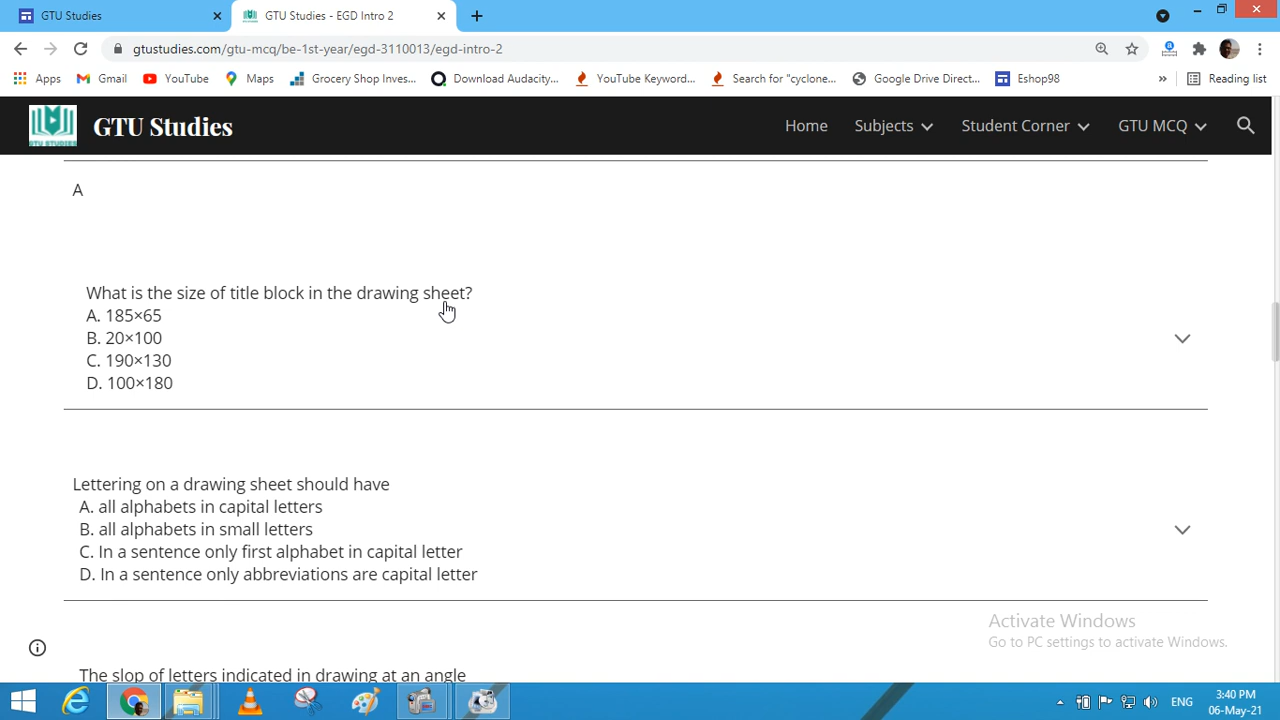 GTU Studies
GTU Studies - EGD Intro 2
gtustudies.com/gtu-mcq/be-1st-year/egd-3110013/egd-intro-2
Apps
Gmail
YouTube
Maps
Grocery Shop Inves...
Download Audacity...
YouTube Keyword...
Search for "cyclone...
Google Drive Direct...
Eshop98
»
Reading list
GTU Studies
Home
Subjects
Student Corner
GTU MCQ
A
What is the size of title block in the drawing sheet?
A. 185×65
B. 20×100
C. 190×130
D. 100×180
Lettering on a drawing sheet should have
A. all alphabets in capital letters
B. all alphabets in small letters
C. In a sentence only first alphabet in capital letter
D. In a sentence only abbreviations are capital letter
Activate Windows
Go to PC settings to activate Windows.
The slop of letters indicated in drawing at an angle
ENG
3:40 PM
06-May-21